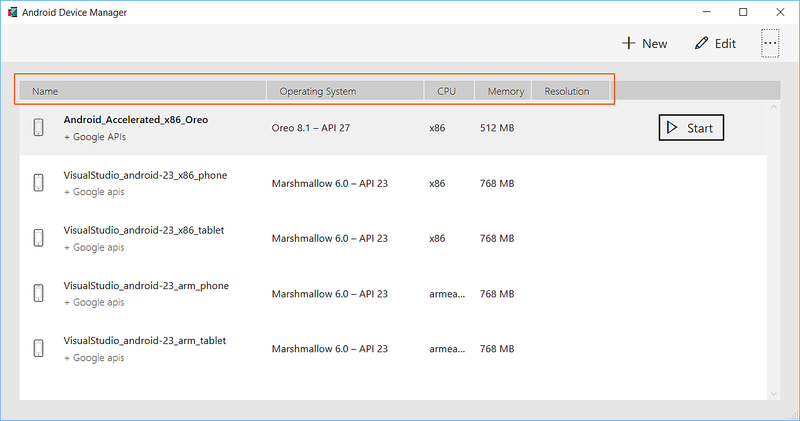 Android Device Manager
New Edit ...
Name Operating System CPU Memory Resolution
Android_Accelerated_x86_Oreo
+ Google APIs
Oreo 8.1 – API 27 x86 512 MB Start
VisualStudio_android-23_x86_phone
+ Google apis
Marshmallow 6.0 – API 23 x86 768 MB
VisualStudio_android-23_x86_tablet
+ Google apis
Marshmallow 6.0 – API 23 x86 768 MB
VisualStudio_android-23_arm_phone
+ Google apis
Marshmallow 6.0 – API 23 armea... 768 MB
VisualStudio_android-23_arm_tablet
+ Google apis
Marshmallow 6.0 – API 23 armea... 768 MB